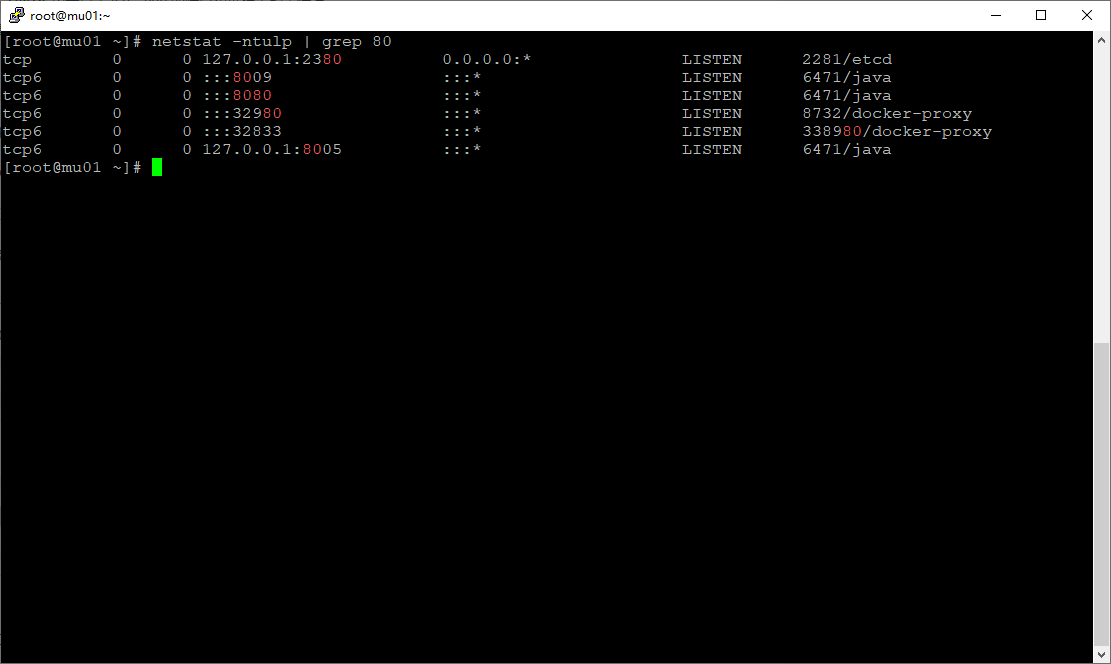 root@mu01:~
[root@mu01 ~]# netstat -ntulp | grep 80
tcp        0      0 127.0.0.1:2380          0.0.0.0:*               LISTEN      2281/etcd
tcp6       0      0 :::8009                 :::*                    LISTEN      6471/java
tcp6       0      0 :::8080                 :::*                    LISTEN      6471/java
tcp6       0      0 :::32980                :::*                    LISTEN      8732/docker-proxy
tcp6       0      0 :::32833                :::*                    LISTEN      338980/docker-proxy
tcp6       0      0 127.0.0.1:8005          :::*                    LISTEN      6471/java
[root@mu01 ~]#